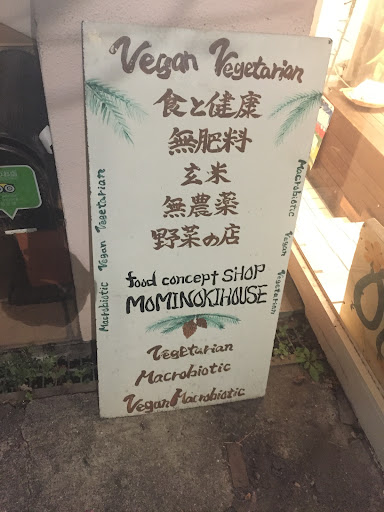 Vegan Vegetarian
食と健康
無肥料
玄米
無農薬
野菜の店
food concept SHOP
MOMINOKIHOUSE
Vegetarian
Macrobiotic
Vegan Macrobiotic
Macrobiotic Vegan Vegetarian
Macrobiotic Vegan Vegetarian